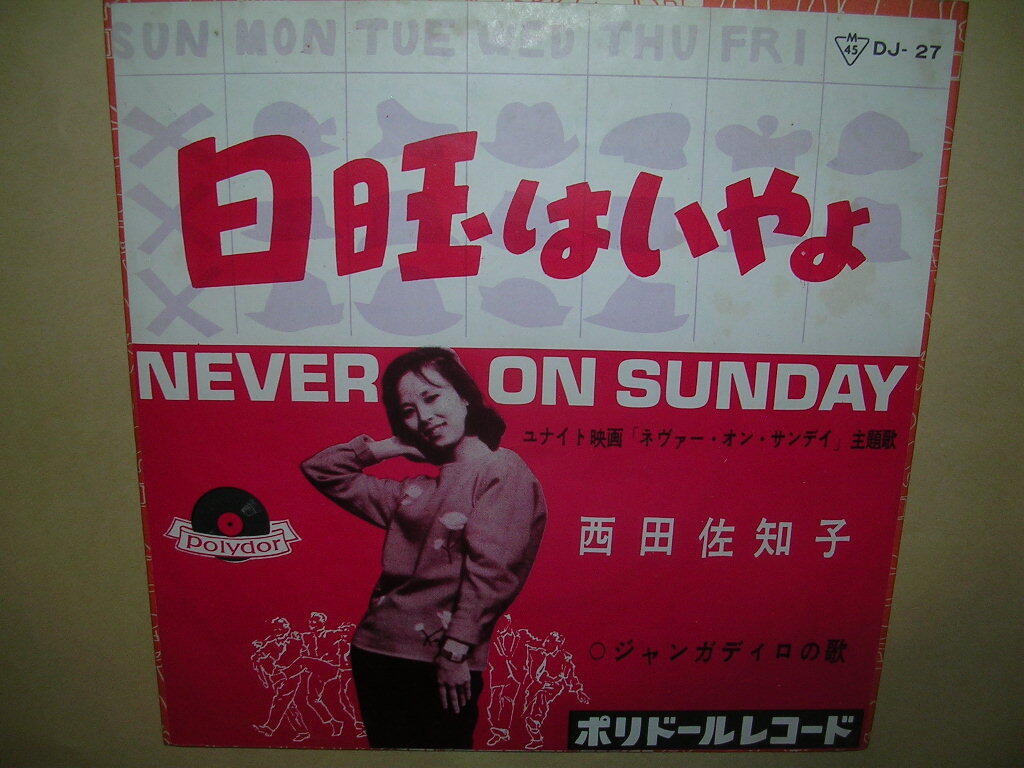 SUN MON TUE WED THU FRI
M 45 DJ-27
日旺はいやよ
NEVER ON SUNDAY
ユナイト映画「ネヴァー・オン・サンデイ」主題歌
西田佐知子
polydor
○ジャンガディロの歌
ポリドールレコード